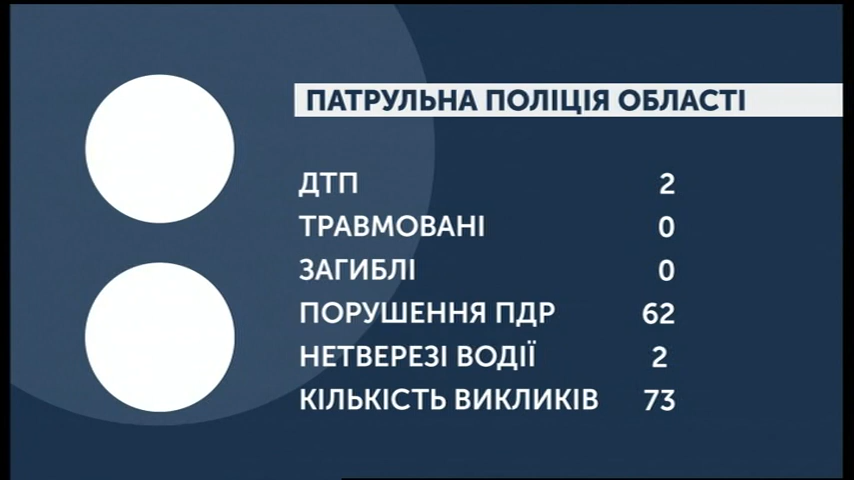 ПАТРУЛЬНА ПОЛІЦІЯ ОБЛАСТІ
ДТП 2
ТРАВМОВАНІ 0
ЗАГИБЛІ 0
ПОРУШЕННЯ ПДР 62
НЕТВЕРЕЗІ ВОДІЇ 2
КІЛЬКІСТЬ ВИКЛИКІВ 73